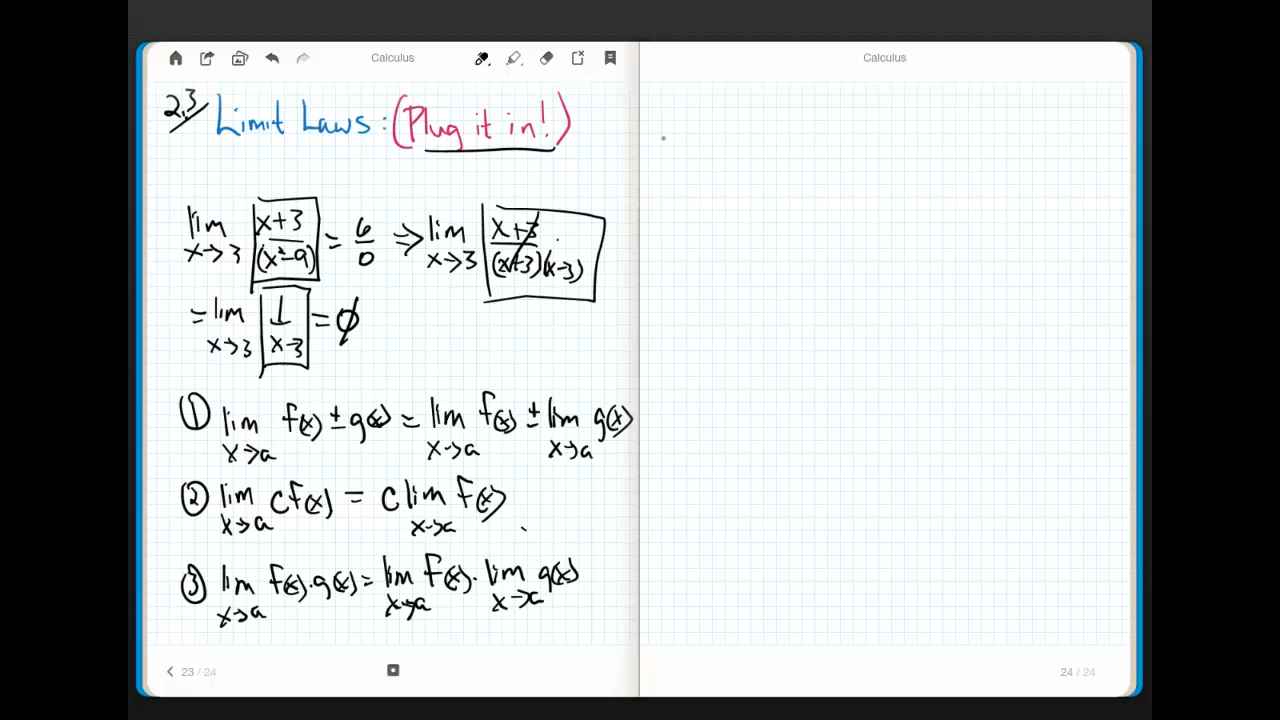 Calculus
Calculus
2.3 Limit Laws: (Plug it in!)
lim x→3 x+3/(x²-9) = 6/0 ⇒ lim x→3 x+3/(x+3)(x-3)
= lim x→3 1/x-3 = ∅
① lim x→a f(x) ± g(x) = lim x→a f(x) ± lim x→a g(x)
② lim x→a Cf(x) = C lim x→a f(x)
③ lim x→a f(x)·g(x) = lim x→a f(x)· lim x→a g(x)
23 / 24
24 / 24